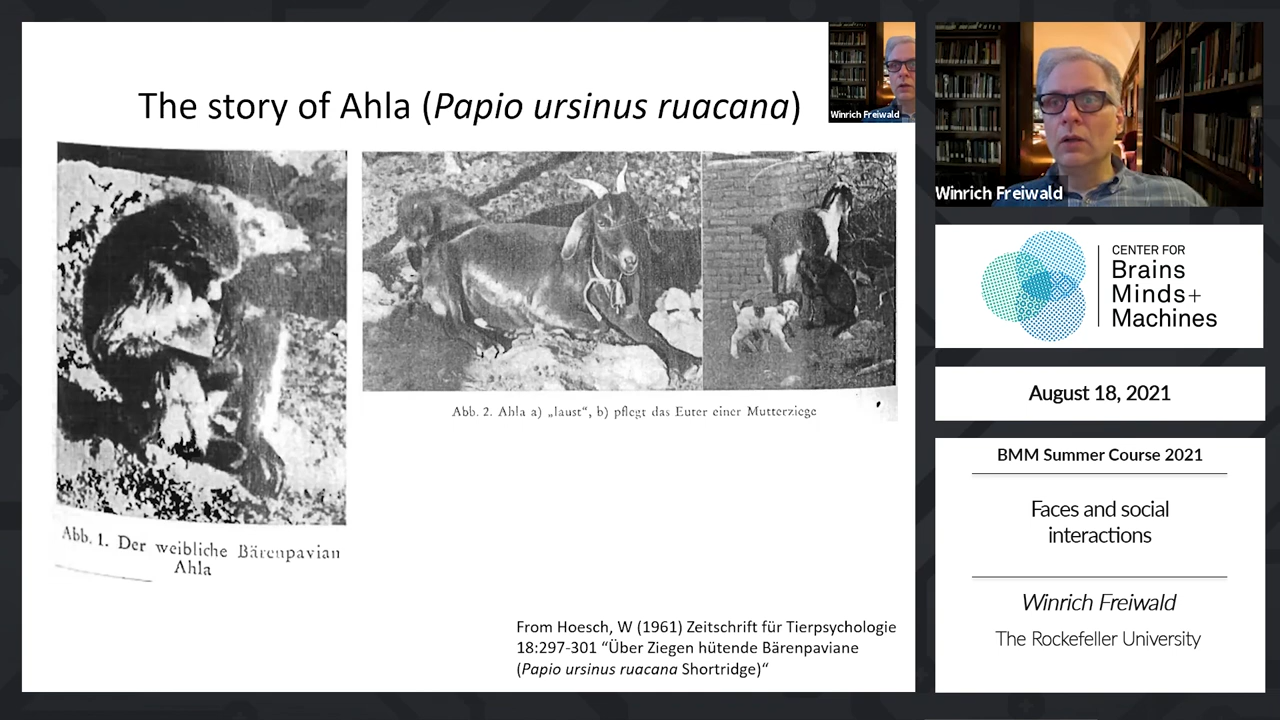 The story of Ahla (Papio ursinus ruacana)
Winrich Freiwald
Abb. 1. Der weibliche Bärenpavian
Ahla
Abb. 2. Ahla a) „laust“, b) pflegt das Euter einer Mutterziege
From Hoesch, W (1961) Zeitschrift für Tierpsychologie
18:297-301 “Über Ziegen hütende Bärenpaviane
(Papio ursinus ruacana Shortridge)“
Winrich Freiwald
CENTER FOR
Brains
Minds+
Machines
August 18, 2021
BMM Summer Course 2021
Faces and social
interactions
Winrich Freiwald
The Rockefeller University